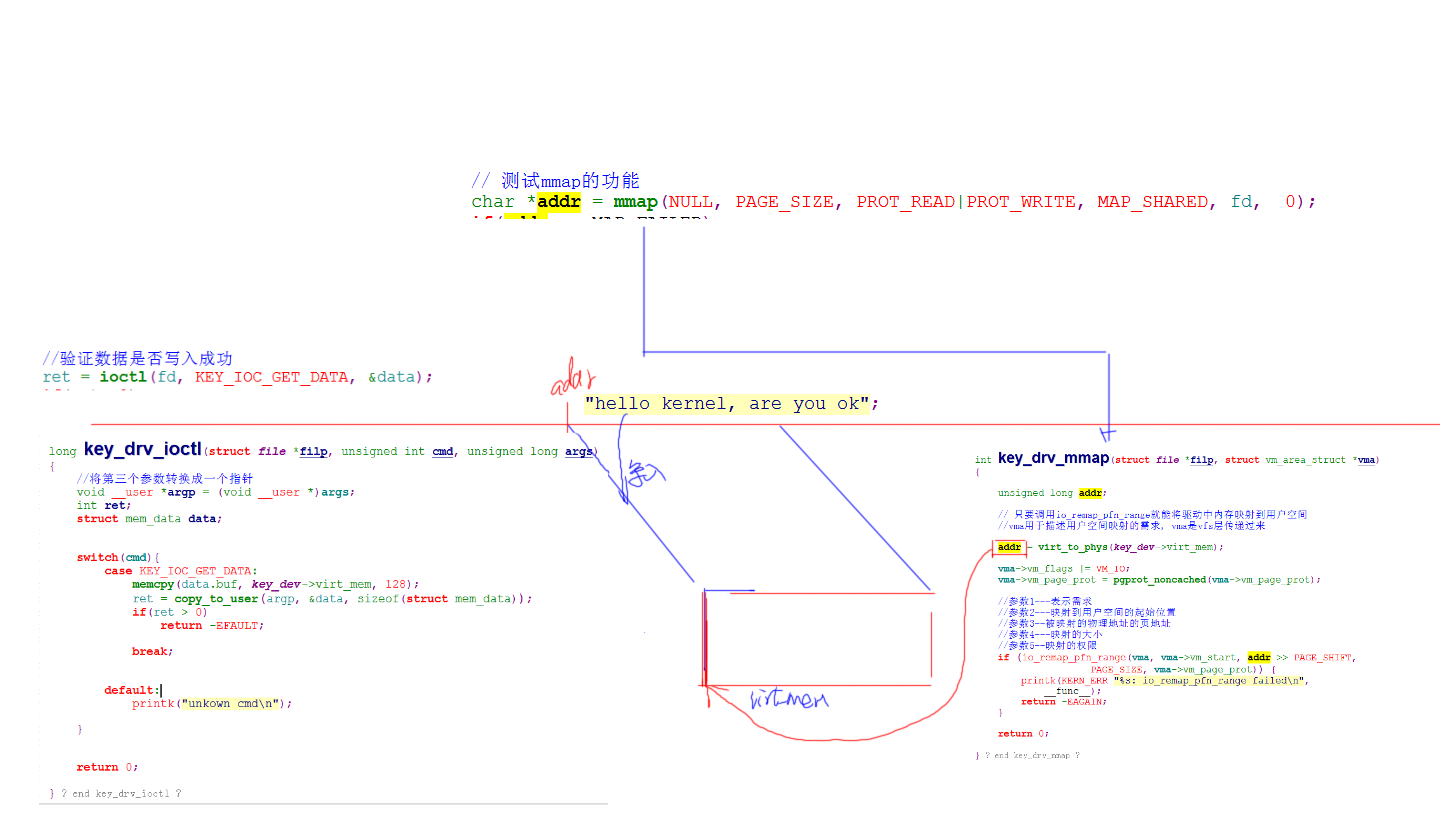 // 测试mmap的功能
char *addr = mmap(NULL, PAGE_SIZE, PROT_READ|PROT_WRITE, MAP_SHARED, fd,  0);
//验证数据是否写入成功
ret = ioctl(fd, KEY_IOC_GET_DATA, &data);
addr
"hello kernel, are you ok";
long key_drv_ioctl(struct file *filp, unsigned int cmd, unsigned long args)
{
//将第三个参数转换成一个指针
void __user *argp = (void __user *)args;
int ret;
struct mem_data data;
switch(cmd){
case KEY_IOC_GET_DATA:
memcpy(data.buf, key_dev->virt_mem, 128);
ret = copy_to_user(argp, &data, sizeof(struct mem_data));
if(ret > 0)
return -EFAULT;
break;
default:
printk("unkown cmd\n");
}
return 0;
} ? end key_drv_ioctl ?
virtmem
int key_drv_mmap(struct file *filp, struct vm_area_struct *vma)
{
unsigned long addr;
// 只要调用io_remap_pfn_range就能将驱动中内存映射到用户空间
//vma用于描述用户空间映射的需求, vma是vfs层传递过来
addr = virt_to_phys(key_dev->virt_mem);
vma->vm_flags |= VM_IO;
vma->vm_page_prot = pgprot_noncached(vma->vm_page_prot);
//参数1---表示需求
//参数2---映射到用户空间的起始位置
//参数3--被映射的物理地址的页地址
//参数4---映射的大小
//参数5--映射的权限
if (io_remap_pfn_range(vma, vma->vm_start, addr >> PAGE_SHIFT,
PAGE_SIZE, vma->vm_page_prot)) {
printk(KERN_ERR "%s: io_remap_pfn_range failed\n",
__func__);
return -EAGAIN;
}
return 0;
} ? end key_drv_mmap ?